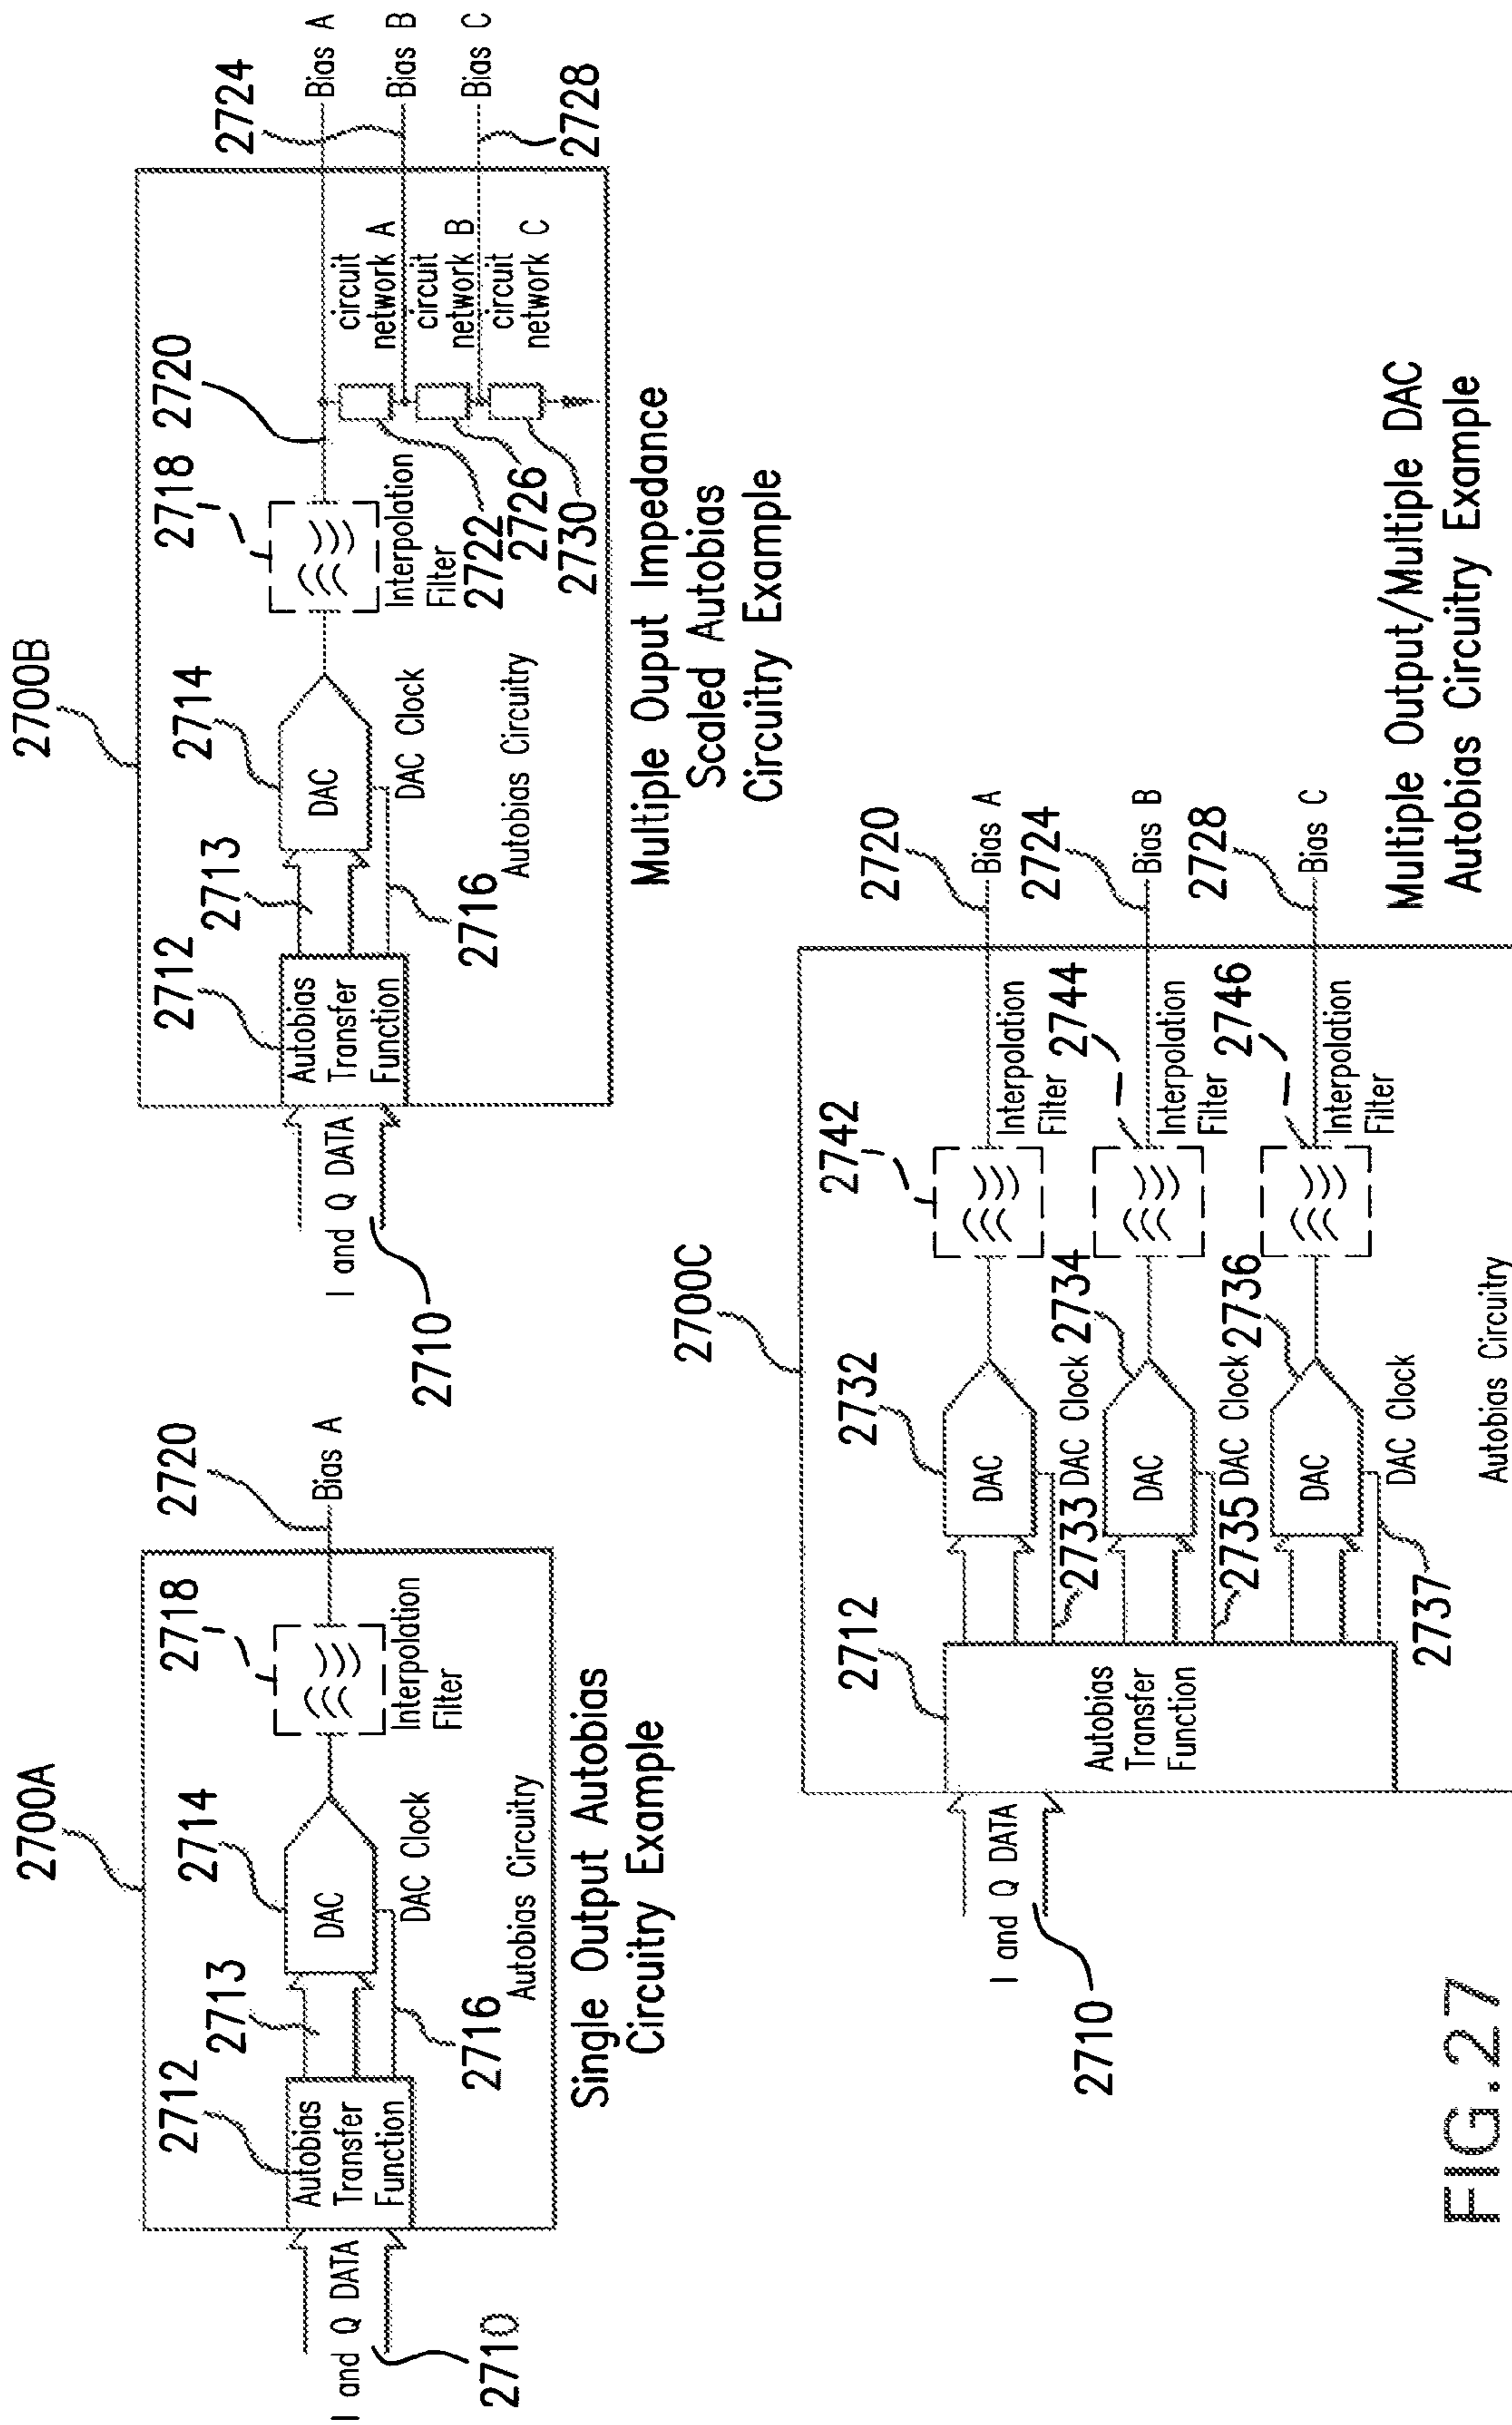 2700A
2712
2713
2714
2718
2720
I and Q DATA
Autobias
Transfer
Function
DAC
Interpolation
Filter
Bias A
DAC Clock
2710
2716
Autobias Circuitry
Single Output Autobias
Circuitry Example
2700B
2712
2713
2714
2718
2720
2724
I and Q DATA
Autobias
Transfer
Function
DAC
Interpolation
Filter
Bias A
circuit
network A
Bias B
circuit
network B
Bias C
circuit
network C
DAC Clock
2710
2716
2722
2726
2730
2728
Autobias Circuitry
Multiple Ouput Impedance
Scaled Autobias
Circuitry Example
2700C
2712
2732
2742
2720
I and Q DATA
Autobias
Transfer
Function
DAC
Bias A
Interpolation
Filter
2710
2733
DAC Clock
2734
2744
2724
DAC
Bias B
Interpolation
Filter
2735
DAC Clock
2736
2746
2728
DAC
Bias C
Interpolation
Filter
2737
DAC Clock
Autobias Circuitry
Multiple Output/Multiple DAC
Autobias Circuitry Example
FIG.27